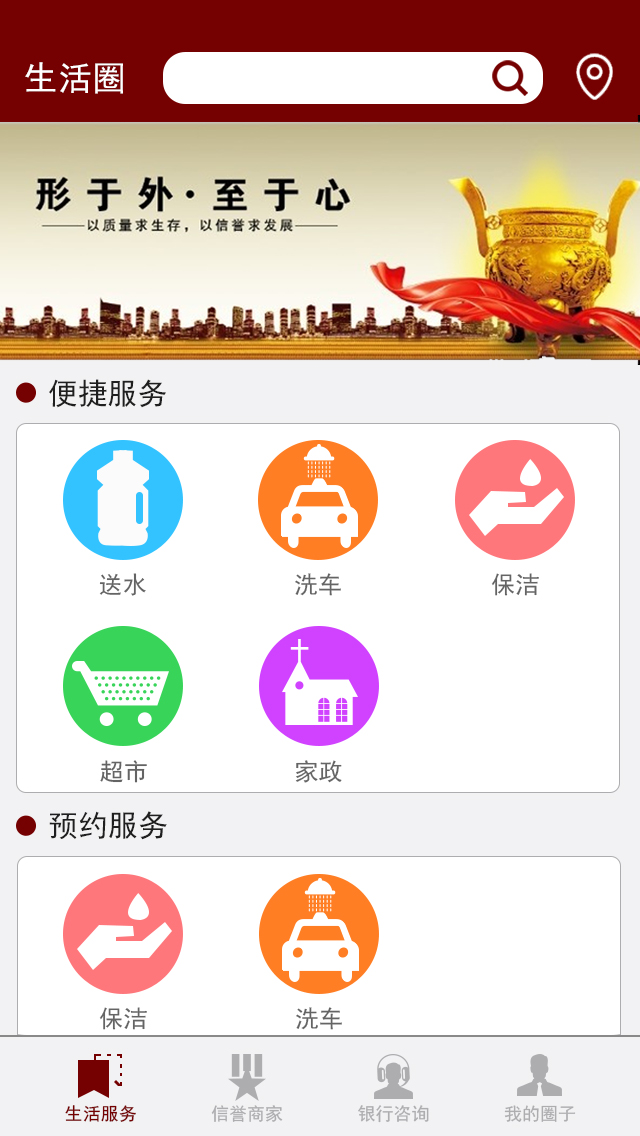 生活圈
形于外·至于心
——以质量求生存，以信誉求发展——
便捷服务
送水 洗车 保洁
超市 家政
预约服务
保洁 洗车
生活服务 信誉商家 银行咨询 我的圈子